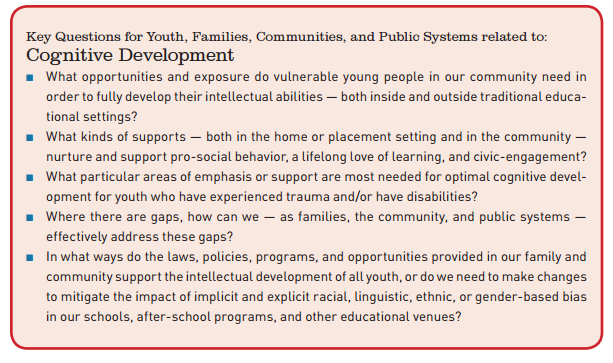 Key Questions for Youth, Families, Communities, and Public Systems related to:
Cognitive Development
■ What opportunities and exposure do vulnerable young people in our community need in
order to fully develop their intellectual abilities — both inside and outside traditional educa-
tional settings?
■ What kinds of supports — both in the home or placement setting and in the community —
nurture and support pro-social behavior, a lifelong love of learning, and civic-engagement?
■ What particular areas of emphasis or support are most needed for optimal cognitive devel-
opment for youth who have experienced trauma and/or have disabilities?
■ Where there are gaps, how can we — as families, the community, and public systems —
effectively address these gaps?
■ In what ways do the laws, policies, programs, and opportunities provided in our family and
community support the intellectual development of all youth, or do we need to make changes
to mitigate the impact of implicit and explicit racial, linguistic, ethnic, or gender-based bias
in our schools, after-school programs, and other educational venues?